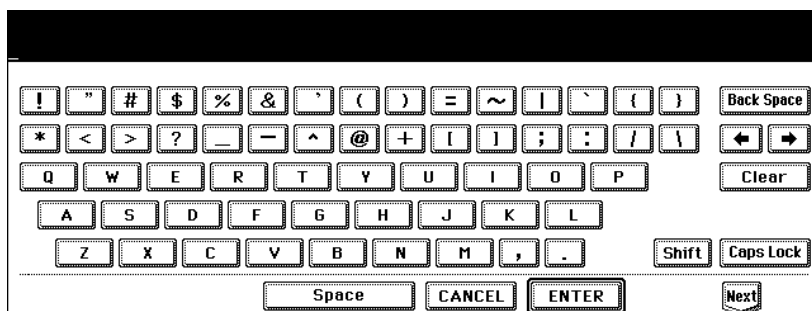 _
! " # $ % & ' ( ) = ~ | ` { } Back Space
* < > ? _ - ^ @ + [ ] ; : / \ ← →
Q W E R T Y U I O P Clear
A S D F G H J K L
Z X C V B N M , . Shift Caps Lock
Space CANCEL ENTER Next